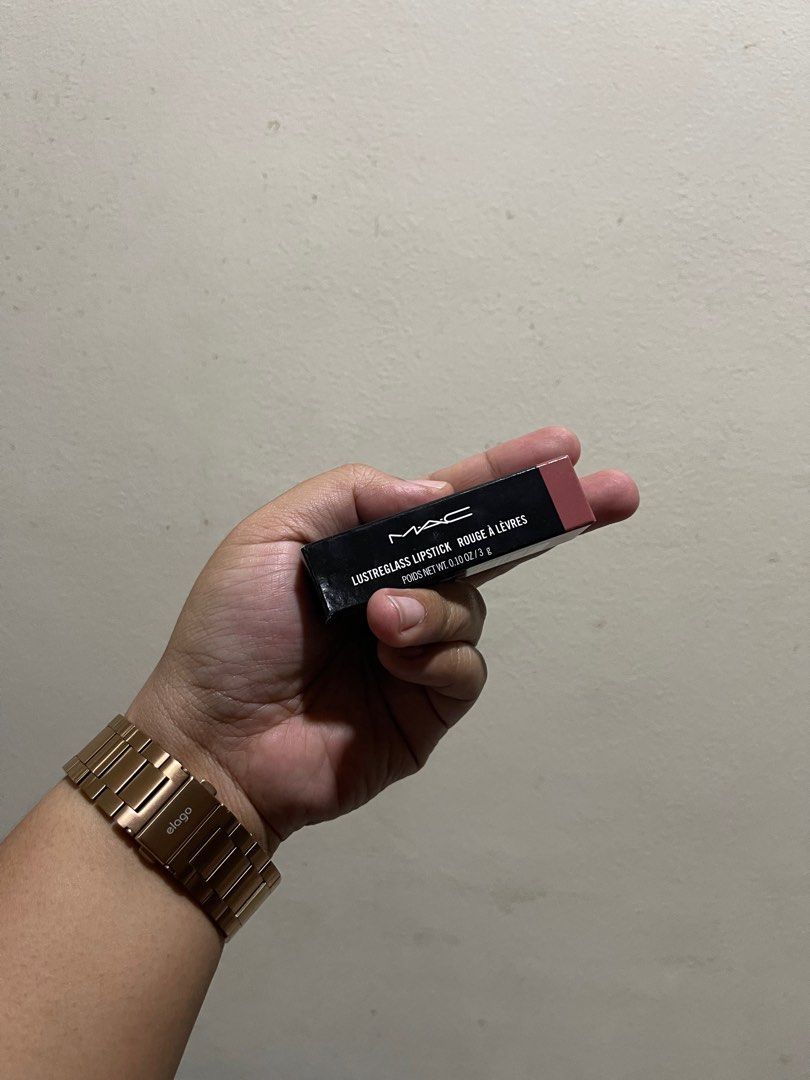 MAC
LUSTREGLASS LIPSTICK ROUGE À LÈVRES
POIDS NET WT. 0.10 OZ / 3 g
elago